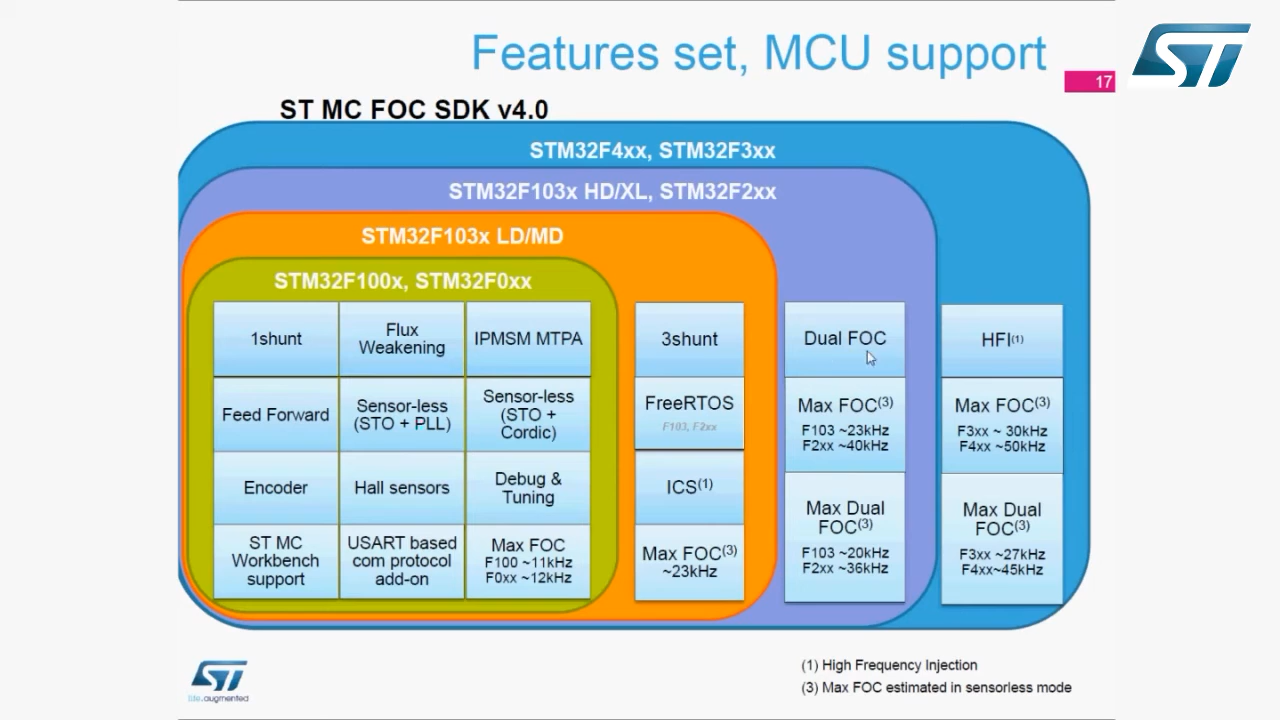 Features set, MCU support
ST
17
ST MC FOC SDK v4.0
STM32F4xx, STM32F3xx
STM32F103x HD/XL, STM32F2xx
STM32F103x LD/MD
STM32F100x, STM32F0xx
1shunt
Flux
Weakening
IPMSM MTPA
3shunt
Dual FOC
HFI(1)
Feed Forward
Sensor-less
(STO + PLL)
Sensor-less
(STO +
Cordic)
FreeRTOS
F103, F2xx
Max FOC(3)
F103 ~23kHz
F2xx ~40kHz
Max FOC(3)
F3xx ~ 30kHz
F4xx ~50kHz
Encoder
Hall sensors
Debug &
Tuning
ICS(1)
Max Dual
FOC(3)
F103 ~20kHz
F2xx ~36kHz
Max Dual
FOC(3)
F3xx ~27kHz
F4xx~45kHz
ST MC
Workbench
support
USART based
com protocol
add-on
Max FOC
F100 ~11kHz
F0xx ~12kHz
Max FOC(3)
~23kHz
ST
life.augmented
(1) High Frequency Injection
(3) Max FOC estimated in sensorless mode